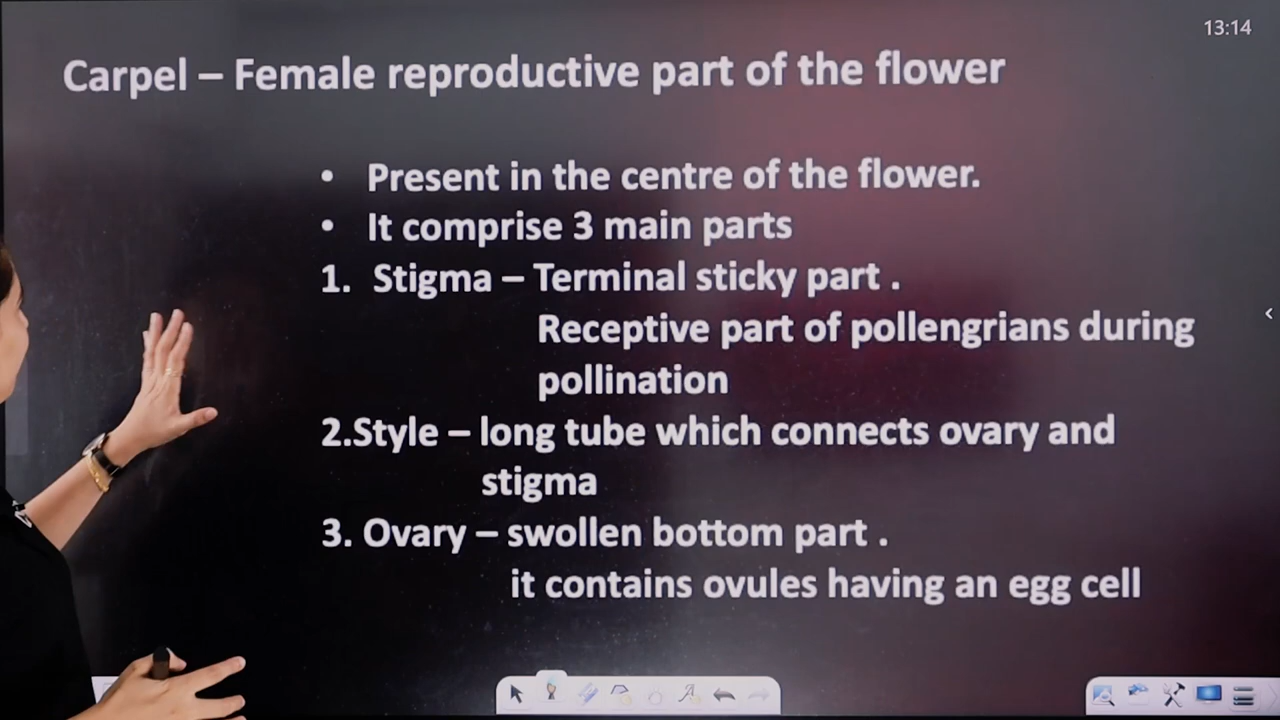 13:14
Carpel – Female reproductive part of the flower
• Present in the centre of the flower.
• It comprise 3 main parts
1. Stigma – Terminal sticky part .
Receptive part of pollengrians during
pollination
2.Style – long tube which connects ovary and
stigma
3. Ovary – swollen bottom part .
it contains ovules having an egg cell